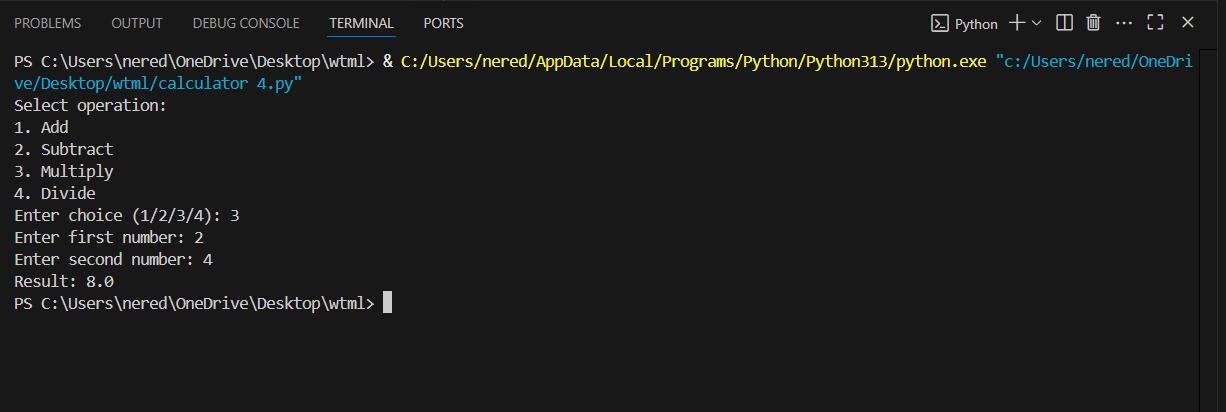 PROBLEMS OUTPUT DEBUG CONSOLE TERMINAL PORTS Python
PS C:\Users\nered\OneDrive\Desktop\wtml> & C:/Users/nered/AppData/Local/Programs/Python/Python313/python.exe "c:/Users/nered/OneDri
ve/Desktop/wtml/calculator 4.py"
Select operation:
1. Add
2. Subtract
3. Multiply
4. Divide
Enter choice (1/2/3/4): 3
Enter first number: 2
Enter second number: 4
Result: 8.0
PS C:\Users\nered\OneDrive\Desktop\wtml>